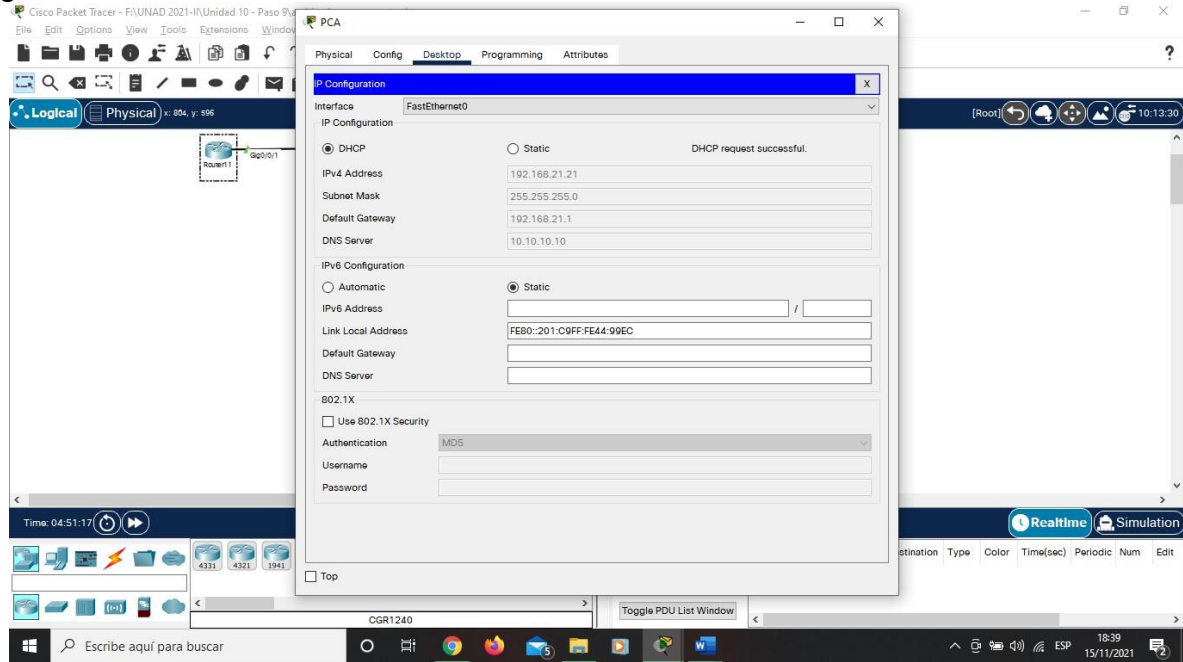 Cisco Packet Tracer - F:\UNAD 2021-II\Unidad 10 - Paso 9\
File Edit Options View Tools Extensions Window
?
Logical Physical x: 804, y: 596
[Root] 10:13:30
Router11 Gig0/0/1
PCA
Physical Config Desktop Programming Attributes
IP Configuration X
Interface FastEthernet0
IP Configuration
DHCP Static DHCP request successful.
IPv4 Address 192.168.21.21
Subnet Mask 255.255.255.0
Default Gateway 192.168.21.1
DNS Server 10.10.10.10
IPv6 Configuration
Automatic Static
IPv6 Address /
Link Local Address FE80::201:C9FF:FE44:99EC
Default Gateway
DNS Server
802.1X
Use 802.1X Security
Authentication MD5
Username
Password
Top
Time: 04:51:17
Realtime Simulation
4331 4321 1941
stination Type Color Time(sec) Periodic Num Edit
Toggle PDU List Window
CGR1240
Escribe aquí para buscar
5
ESP
18:39
15/11/2021
2